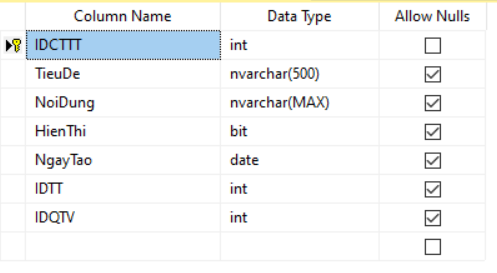 Column Name Data Type Allow Nulls
IDCTTT int
TieuDe nvarchar(500)
NoiDung nvarchar(MAX)
HienThi bit
NgayTao date
IDTT int
IDQTV int